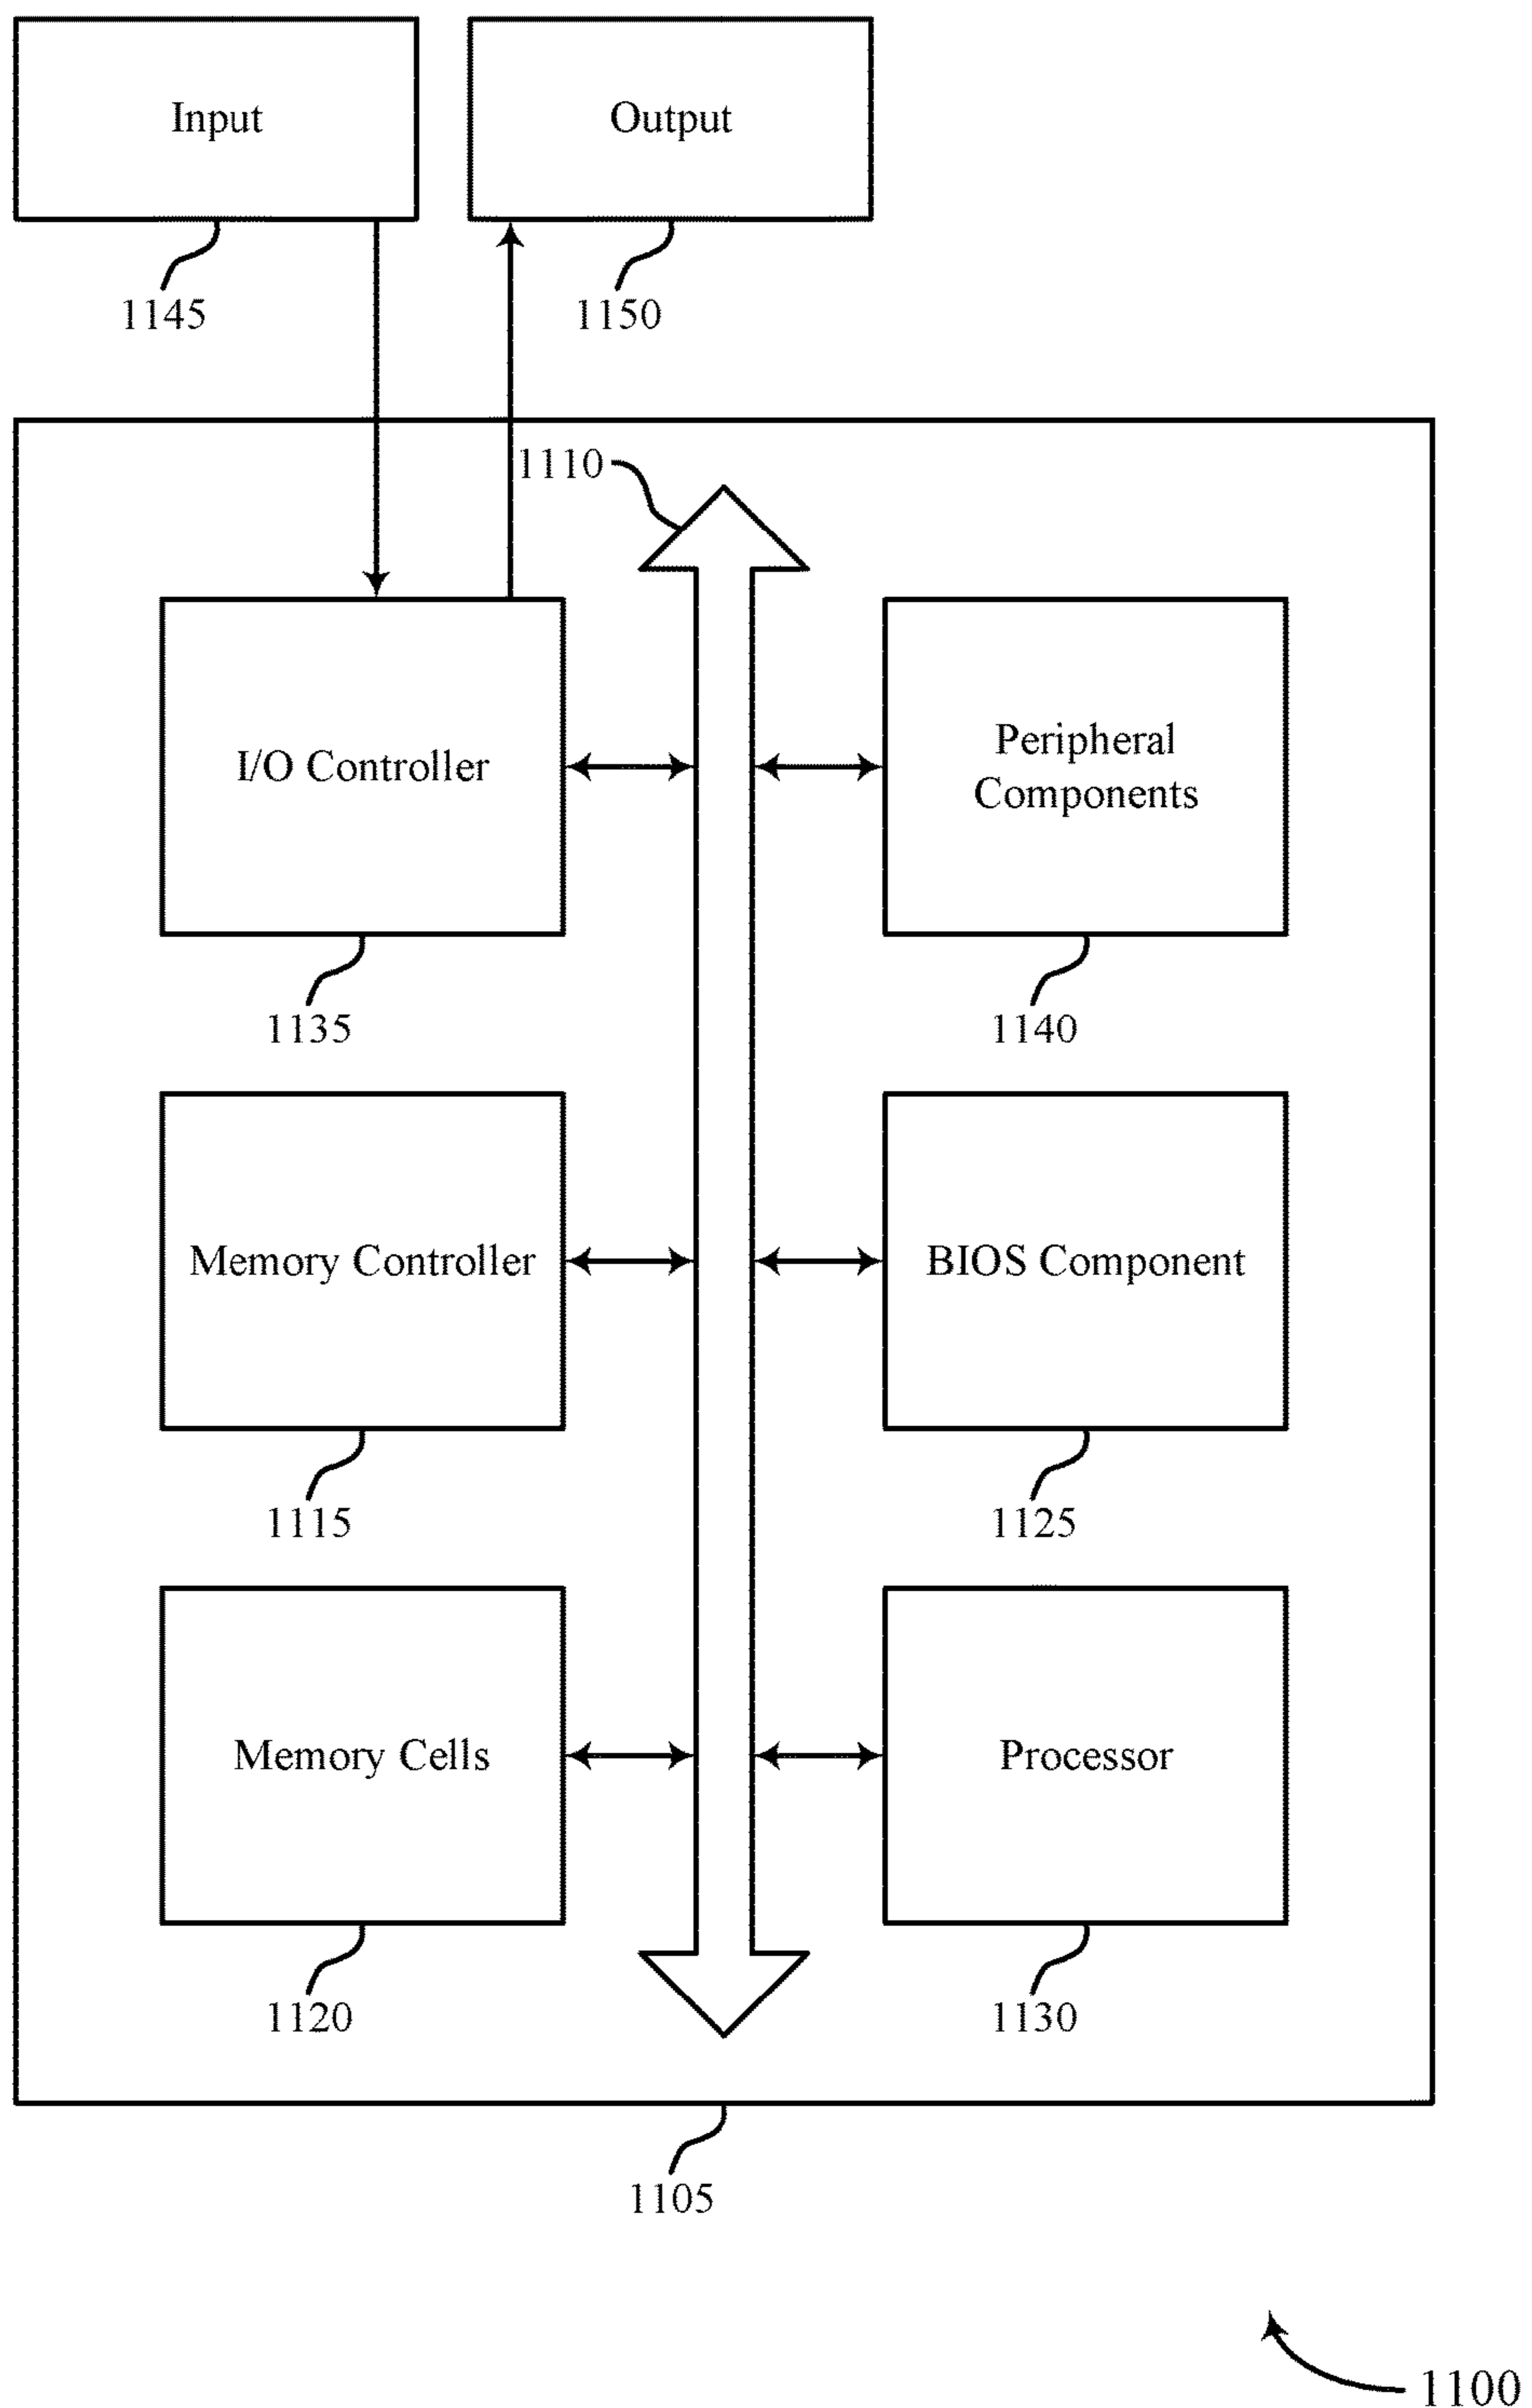 Input
Output
1145
1150
1110
I/O Controller
Peripheral
Components
1135
1140
Memory Controller
BIOS Component
1115
1125
Memory Cells
Processor
1120
1130
1105
1100